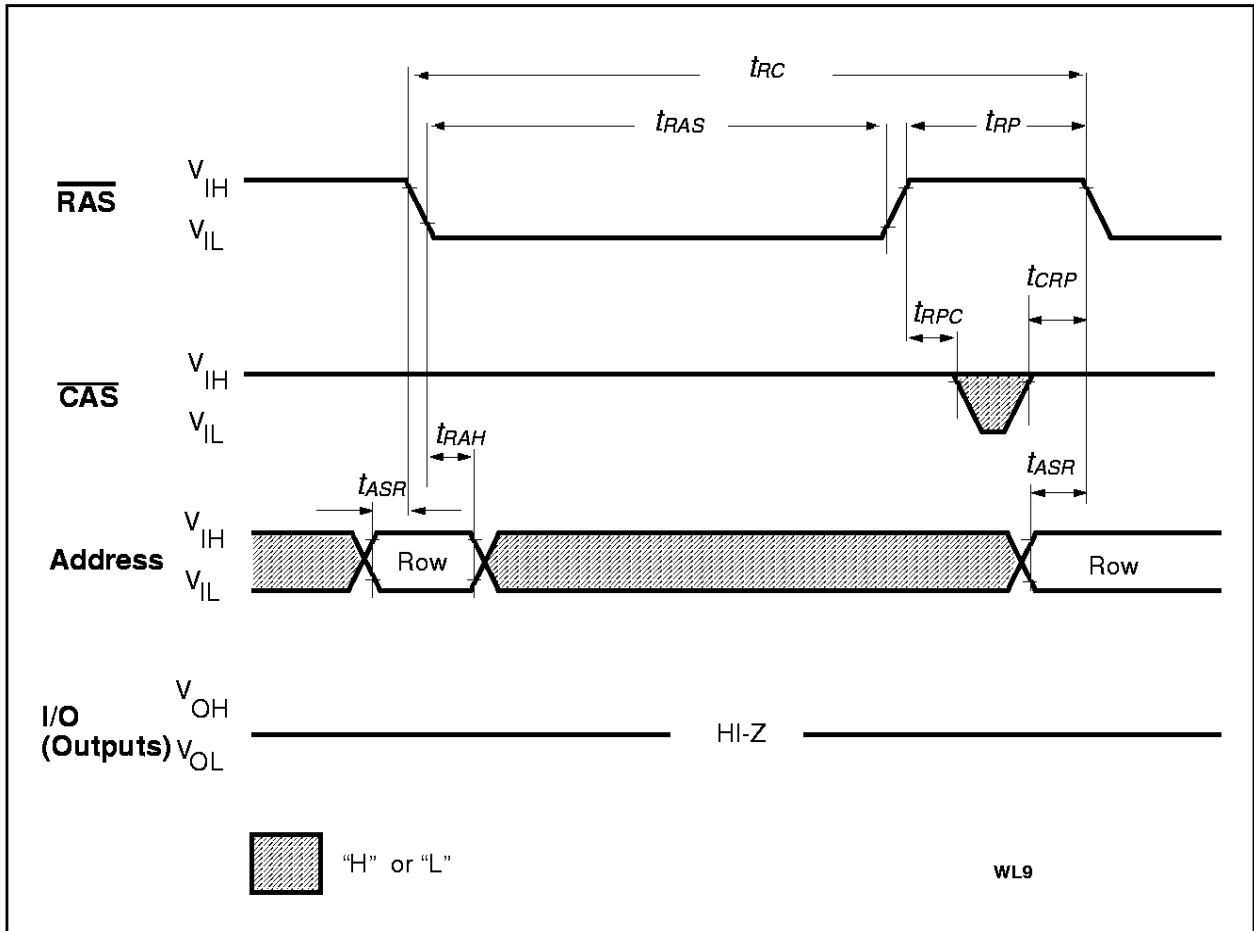 tRC
tRAS
tRP
RAS
VIH
VIL
tCRP
tRPC
CAS
VIH
VIL
tRAH
tASR
tASR
Address
VIH
VIL
Row
Row
I/O
(Outputs)
VOH
VOL
HI-Z
“H” or “L”
WL9